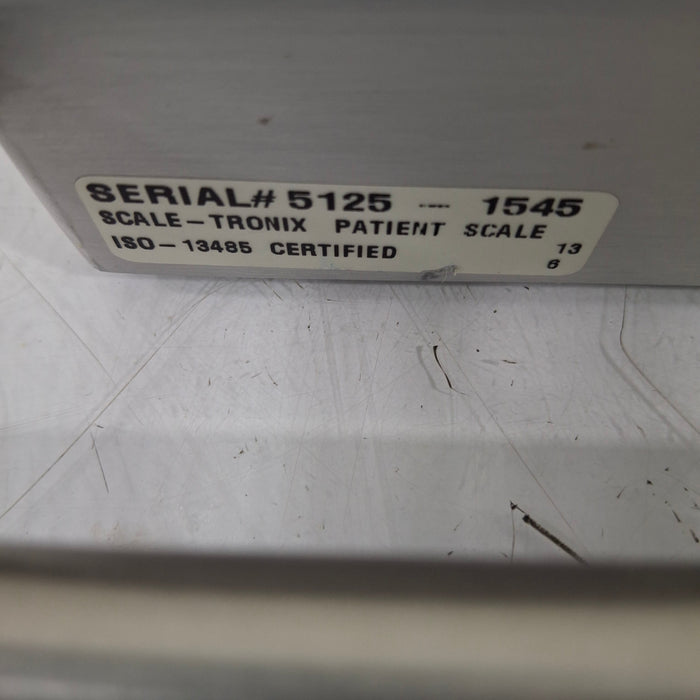 SERIAL# 5125 -- 1545
SCALE-TRONIX PATIENT SCALE
ISO-13485 CERTIFIED 13
6